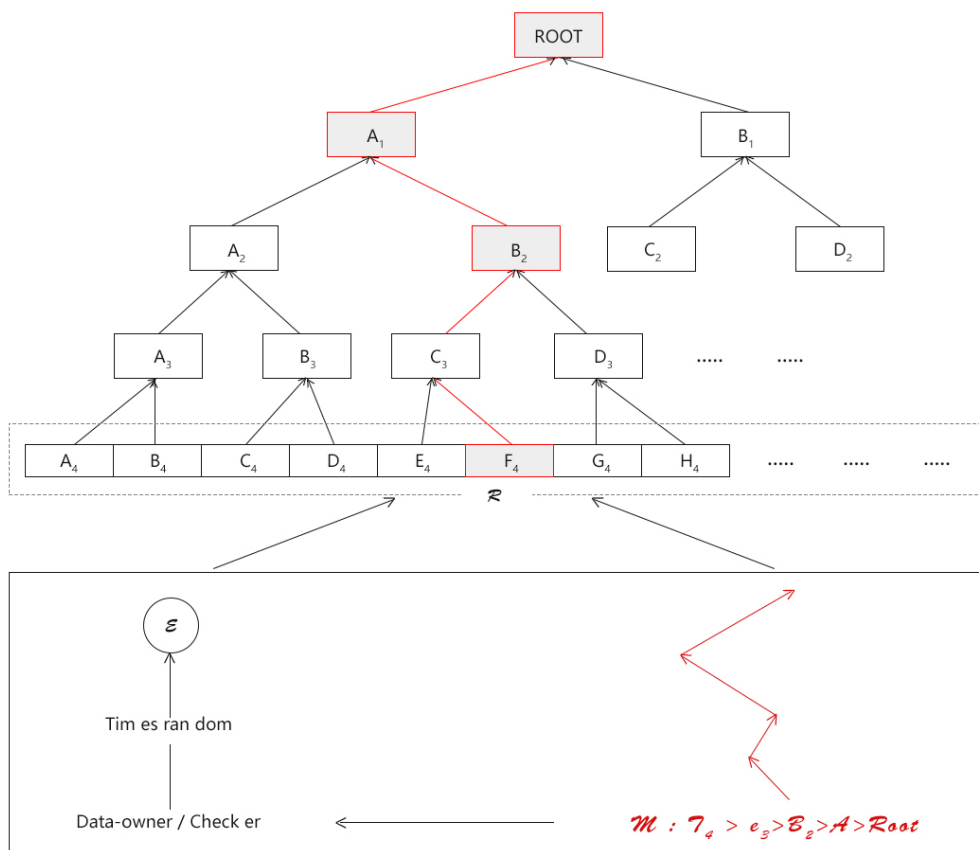 ROOT
A₁ B₁
A₂ B₂ C₂ D₂
A₃ B₃ C₃ D₃ ..... .....
A₄ B₄ C₄ D₄ E₄ F₄ G₄ H₄ ..... ..... .....
R
ε
Tim es ran dom
Data-owner / Check er
M : T₄ > e₃>B₂>A>Root